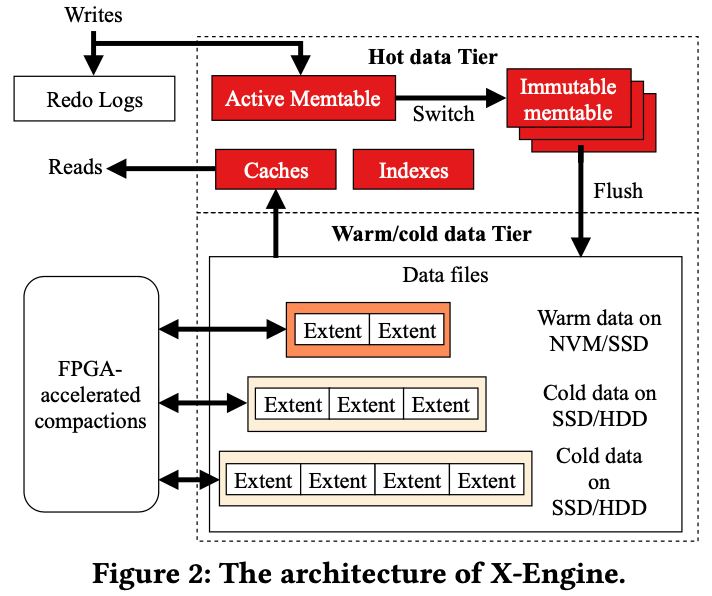 Writes
Hot data Tier
Redo Logs
Active Memtable
Switch
Immutable
memtable
Reads
Caches
Indexes
Flush
Warm/cold data Tier
Data files
FPGA-
accelerated
compactions
Extent Extent
Warm data on
NVM/SSD
Extent Extent Extent
Cold data on
SSD/HDD
Extent Extent Extent Extent
Cold data
on
SSD/HDD
Figure 2: The architecture of X-Engine.